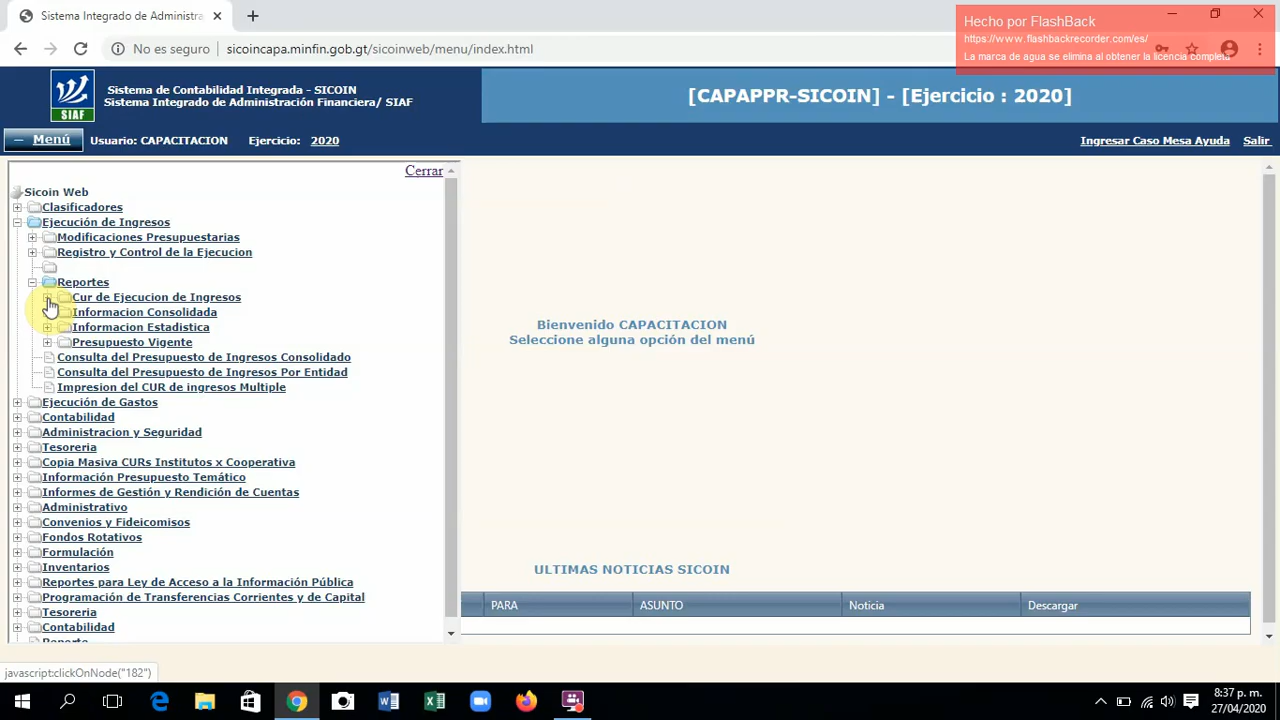 Sistema Integrado de Administra
Hecho por FlashBack
https://www.flashbackrecorder.com/es/
La marca de agua se elimina al obtener la licencia completa
No es seguro
sicoincapa.minfin.gob.gt/sicoinweb/menu/index.html
SIAF
Sistema de Contabilidad Integrada - SICOIN
Sistema Integrado de Administración Financiera/ SIAF
[CAPAPPR-SICOIN] - [Ejercicio : 2020]
Menú
Usuario: CAPACITACION
Ejercicio: 2020
Ingresar Caso Mesa Ayuda
Salir
Cerrar
Sicoin Web
Clasificadores
Ejecución de Ingresos
Modificaciones Presupuestarias
Registro y Control de la Ejecucion
Reportes
Cur de Ejecucion de Ingresos
Informacion Consolidada
Informacion Estadistica
Presupuesto Vigente
Consulta del Presupuesto de Ingresos Consolidado
Consulta del Presupuesto de Ingresos Por Entidad
Impresion del CUR de ingresos Multiple
Ejecución de Gastos
Contabilidad
Administracion y Seguridad
Tesoreria
Copia Masiva CURs Institutos x Cooperativa
Información Presupuesto Temático
Informes de Gestión y Rendición de Cuentas
Administrativo
Convenios y Fideicomisos
Fondos Rotativos
Formulación
Inventarios
Reportes para Ley de Acceso a la Información Pública
Programación de Transferencias Corrientes y de Capital
Tesoreria
Contabilidad
Reporte
Bienvenido CAPACITACION
Seleccione alguna opción del menú
ULTIMAS NOTICIAS SICOIN
PARA
ASUNTO
Noticia
Descargar
javascript:clickOnNode("182")
8:37 p. m.
27/04/2020